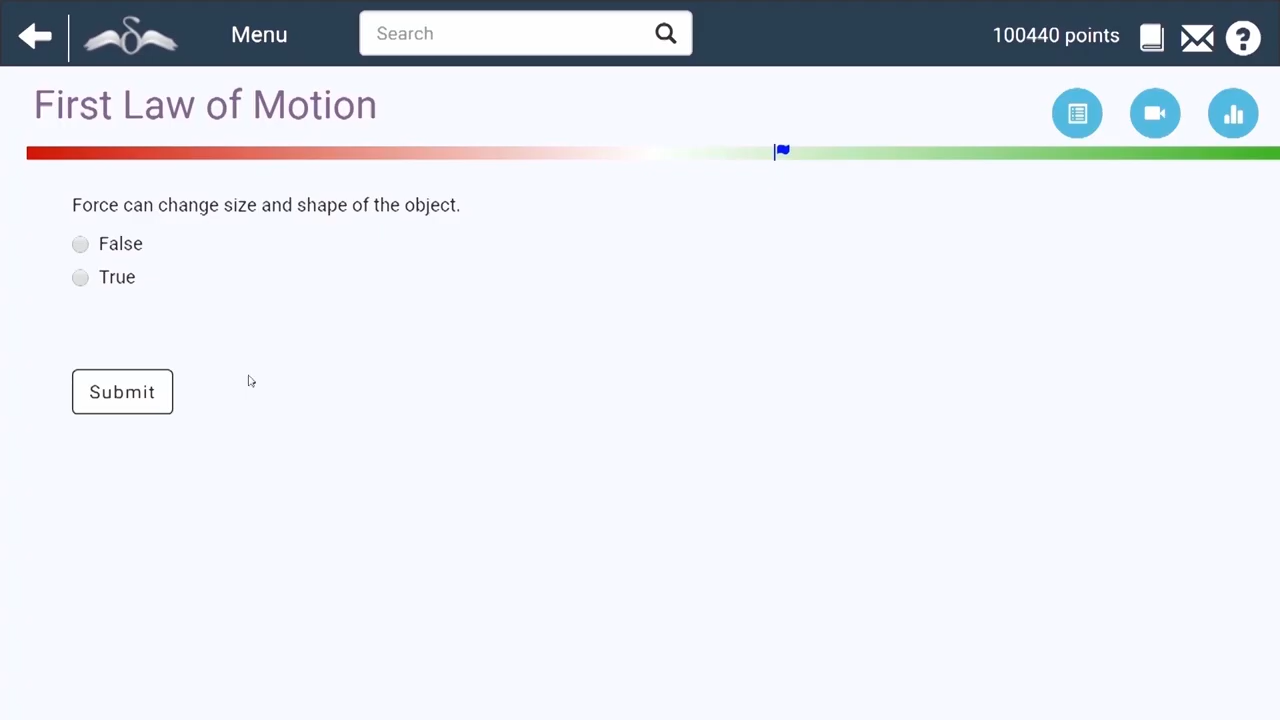 Menu
Search
100440 points
First Law of Motion
Force can change size and shape of the object.
False
True
Submit